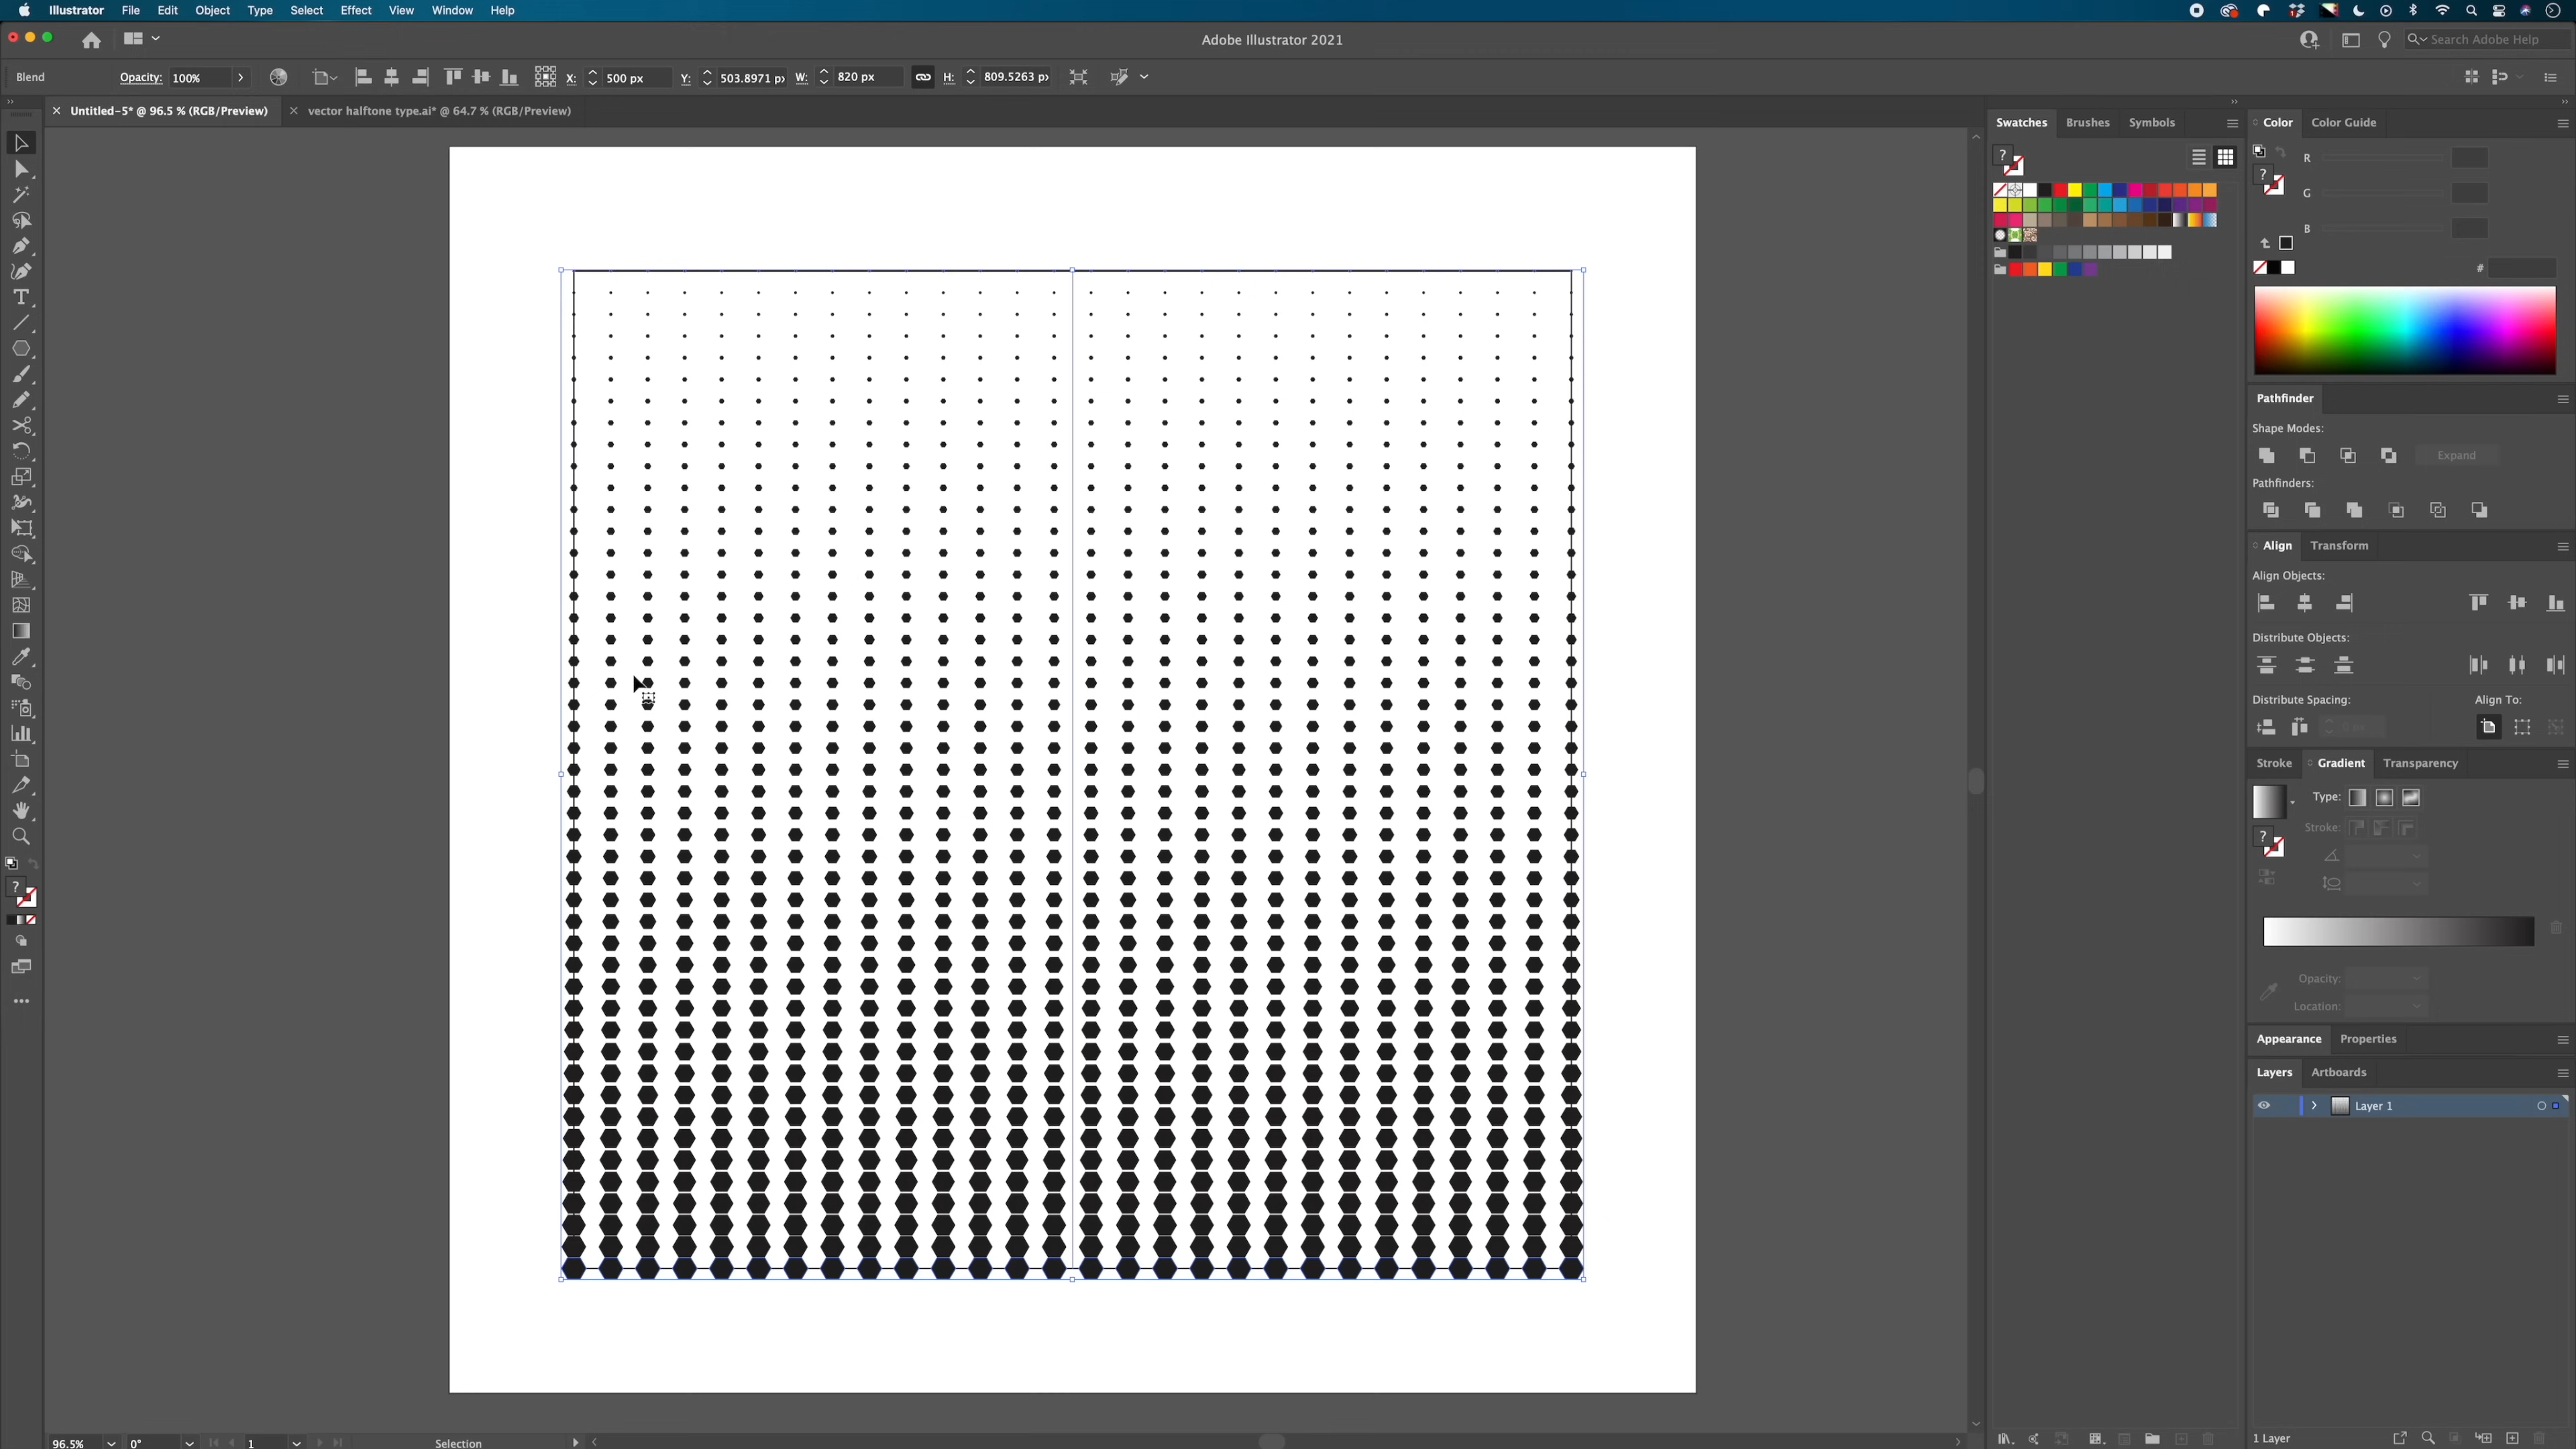 Illustrator File Edit Object Type Select Effect View Window Help
Adobe Illustrator 2021
Search Adobe Help
Blend Opacity: 100% X: 500 px Y: 503.8971 px W: 820 px H: 809.5263 px
Untitled-5* @ 96.5 % (RGB/Preview) vector halftone type.ai* @ 64.7 % (RGB/Preview)
Swatches Brushes Symbols
Color Color Guide
R
G
B
#
Pathfinder
Shape Modes:
Expand
Pathfinders:
Align Transform
Align Objects:
Distribute Objects:
Distribute Spacing: Align To:
Stroke Gradient Transparency
Type:
Stroke:
Opacity:
Location:
Appearance Properties
Layers Artboards
Layer 1
96.5% 0° 1 Selection
1 Layer